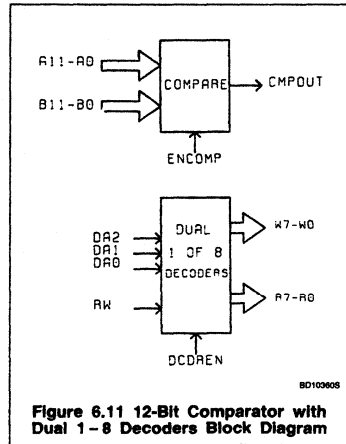 A11-A0
COMPARE
CMPOUT
B11-B0
ENCOMP
DUAL
1 OF 8
DECODERS
W7-W0
DA2
DA1
DA0
RW
R7-R0
DCDREN
BD10360S
Figure 6.11 12-Bit Comparator with
Dual 1–8 Decoders Block Diagram